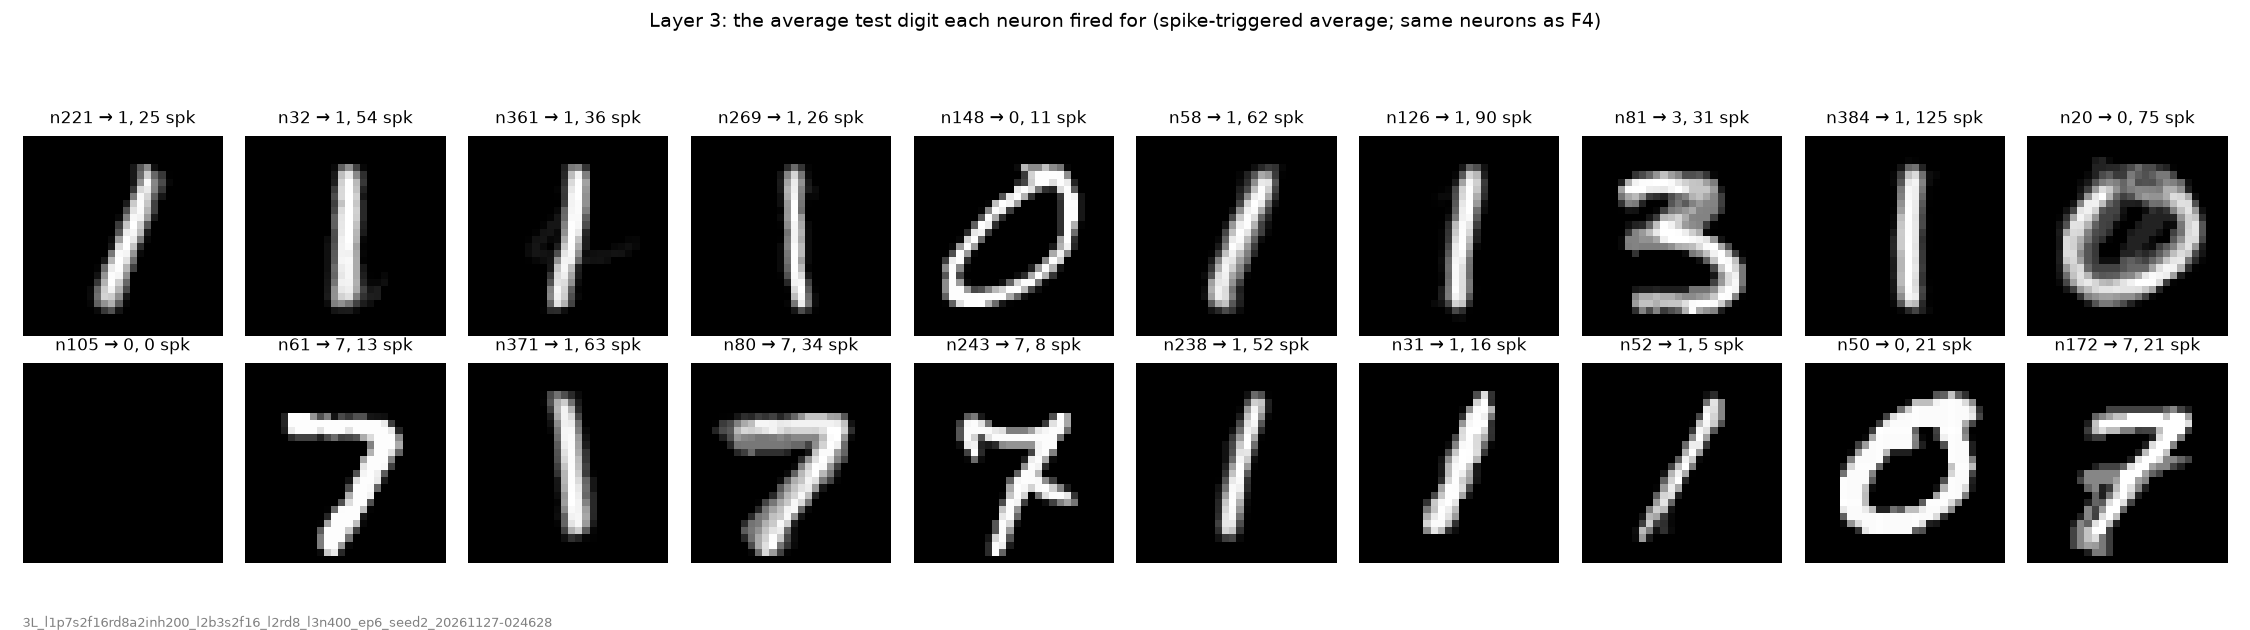 Layer 3: the average test digit each neuron fired for (spike-triggered average; same neurons as F4)
n221 → 1, 25 spk
n32 → 1, 54 spk
n361 → 1, 36 spk
n269 → 1, 26 spk
n148 → 0, 11 spk
n58 → 1, 62 spk
n126 → 1, 90 spk
n81 → 3, 31 spk
n384 → 1, 125 spk
n20 → 0, 75 spk
n105 → 0, 0 spk
n61 → 7, 13 spk
n371 → 1, 63 spk
n80 → 7, 34 spk
n243 → 7, 8 spk
n238 → 1, 52 spk
n31 → 1, 16 spk
n52 → 1, 5 spk
n50 → 0, 21 spk
n172 → 7, 21 spk
3L_l1p7s2f16rd8a2inh200_l2b3s2f16_l2rd8_l3n400_ep6_seed2_20261127-024628